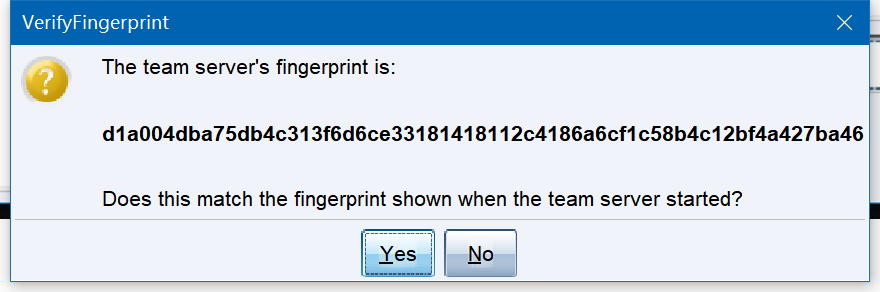 VerifyFingerprint
The team server's fingerprint is:
d1a004dba75db4c313f6d6ce33181418112c4186a6cf1c58b4c12bf4a427ba46
Does this match the fingerprint shown when the team server started?
Yes
No